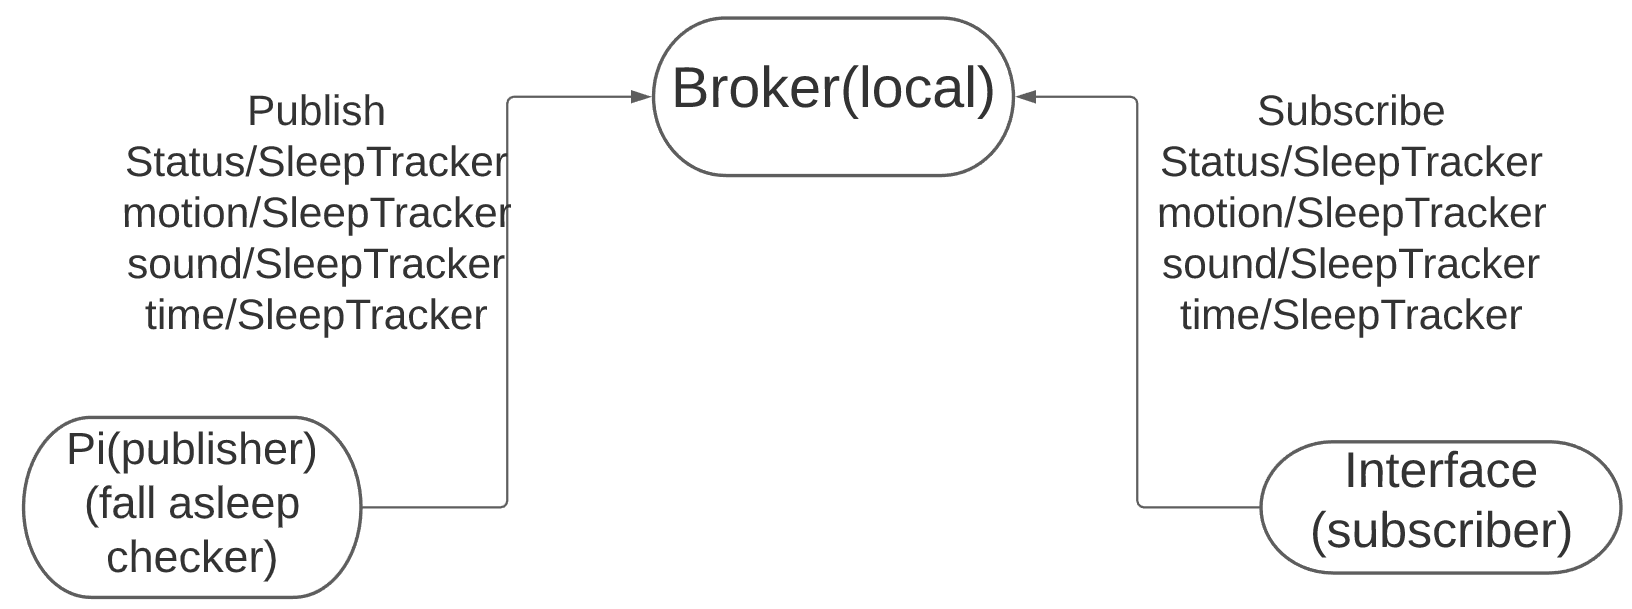 Broker(local)
Publish
Status/SleepTracker
motion/SleepTracker
sound/SleepTracker
time/SleepTracker
Subscribe
Status/SleepTracker
motion/SleepTracker
sound/SleepTracker
time/SleepTracker
Pi(publisher)
(fall asleep
checker)
Interface
(subscriber)